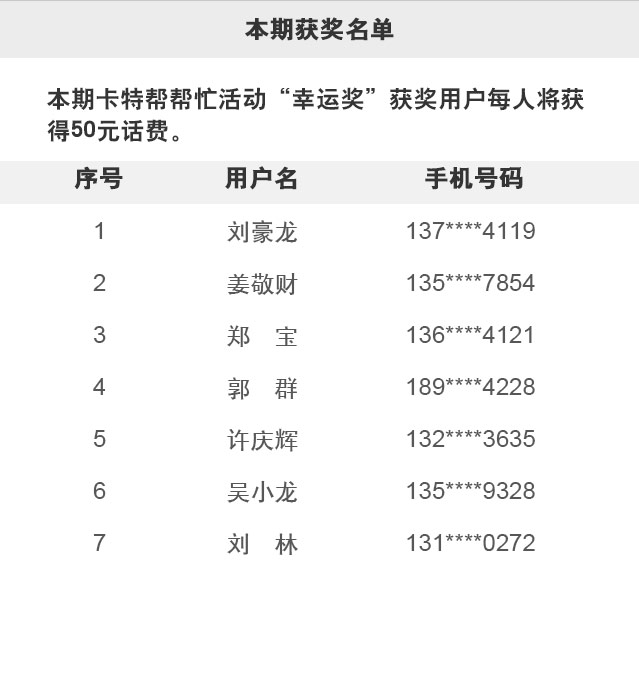 本期获奖名单
本期卡特帮帮忙活动“幸运奖”获奖用户每人将获
得50元话费。
序号 用户名 手机号码
1 刘豪龙 137****4119
2 姜敬财 135****7854
3 郑　宝 136****4121
4 郭　群 189****4228
5 许庆辉 132****3635
6 吴小龙 135****9328
7 刘　林 131****0272